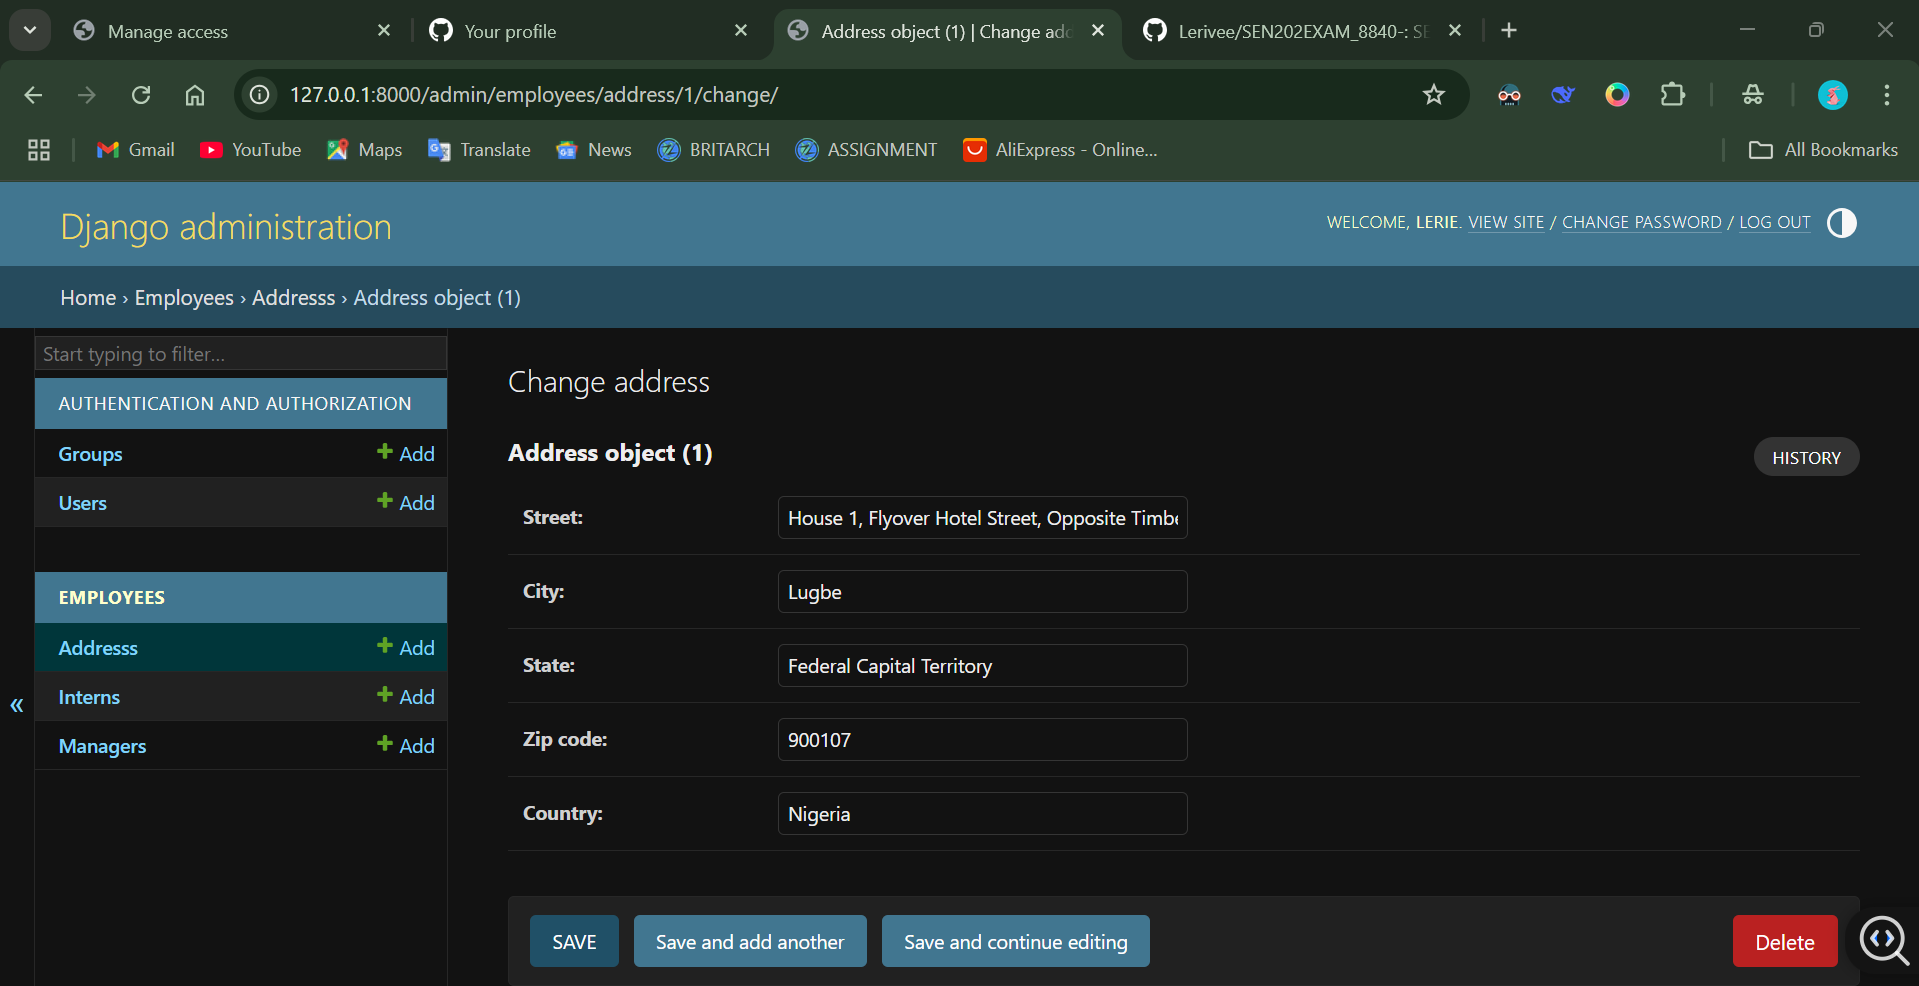 Manage access
Your profile
Address object (1) | Change add
Lerivee/SEN202EXAM_8840-: SE
127.0.0.1:8000/admin/employees/address/1/change/
Gmail
YouTube
Maps
Translate
News
BRITARCH
ASSIGNMENT
AliExpress - Online...
All Bookmarks
Django administration
WELCOME, LERIE. VIEW SITE / CHANGE PASSWORD / LOG OUT
Home › Employees › Addresss › Address object (1)
Start typing to filter...
AUTHENTICATION AND AUTHORIZATION
Groups + Add
Users + Add
EMPLOYEES
Addresss + Add
Interns + Add
Managers + Add
«
Change address
Address object (1)
HISTORY
Street: House 1, Flyover Hotel Street, Opposite Timbe
City: Lugbe
State: Federal Capital Territory
Zip code: 900107
Country: Nigeria
SAVE
Save and add another
Save and continue editing
Delete